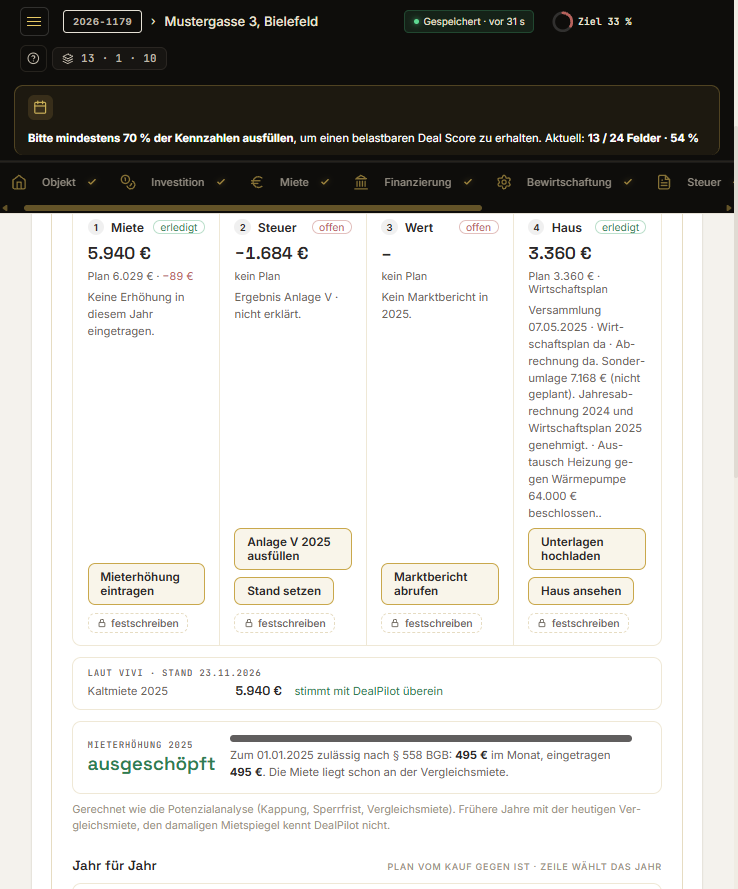 2026-1179 › Mustergasse 3, Bielefeld
Gespeichert · vor 31 s
Ziel 33 %
13 · 1 · 10
Bitte mindestens 70 % der Kennzahlen ausfüllen, um einen belastbaren Deal Score zu erhalten. Aktuell: 13 / 24 Felder · 54 %
Objekt
Investition
Miete
Finanzierung
Bewirtschaftung
Steuer
1 Miete erledigt
5.940 €
Plan 6.029 € · −89 €
Keine Erhöhung in
diesem Jahr
eingetragen.
Mieterhöhung
eintragen
festschreiben
2 Steuer offen
−1.684 €
kein Plan
Ergebnis Anlage V ·
nicht erklärt.
Anlage V 2025
ausfüllen
Stand setzen
festschreiben
3 Wert offen
–
kein Plan
Kein Marktbericht in
2025.
Marktbericht
abrufen
festschreiben
4 Haus erledigt
3.360 €
Plan 3.360 € ·
Wirtschaftsplan
Versammlung
07.05.2025 · Wirt-
schaftsplan da · Ab-
rechnung da. Sonder-
umlage 7.168 € (nicht
geplant). Jahresab-
rechnung 2024 und
Wirtschaftsplan 2025
genehmigt. · Aus-
tausch Heizung ge-
gen Wärmepumpe
64.000 €
beschlossen..
Unterlagen
hochladen
Haus ansehen
festschreiben
LAUT VIVI · STAND 23.11.2026
Kaltmiete 2025 5.940 € stimmt mit DealPilot überein
MIETERHÖHUNG 2025
ausgeschöpft
Zum 01.01.2025 zulässig nach § 558 BGB: 495 € im Monat, eingetragen
495 €. Die Miete liegt schon an der Vergleichsmiete.
Gerechnet wie die Potenzialanalyse (Kappung, Sperrfrist, Vergleichsmiete). Frühere Jahre mit der heutigen Ver-
gleichsmiete, den damaligen Mietspiegel kennt DealPilot nicht.
Jahr für Jahr
PLAN VOM KAUF GEGEN IST · ZEILE WÄHLT DAS JAHR